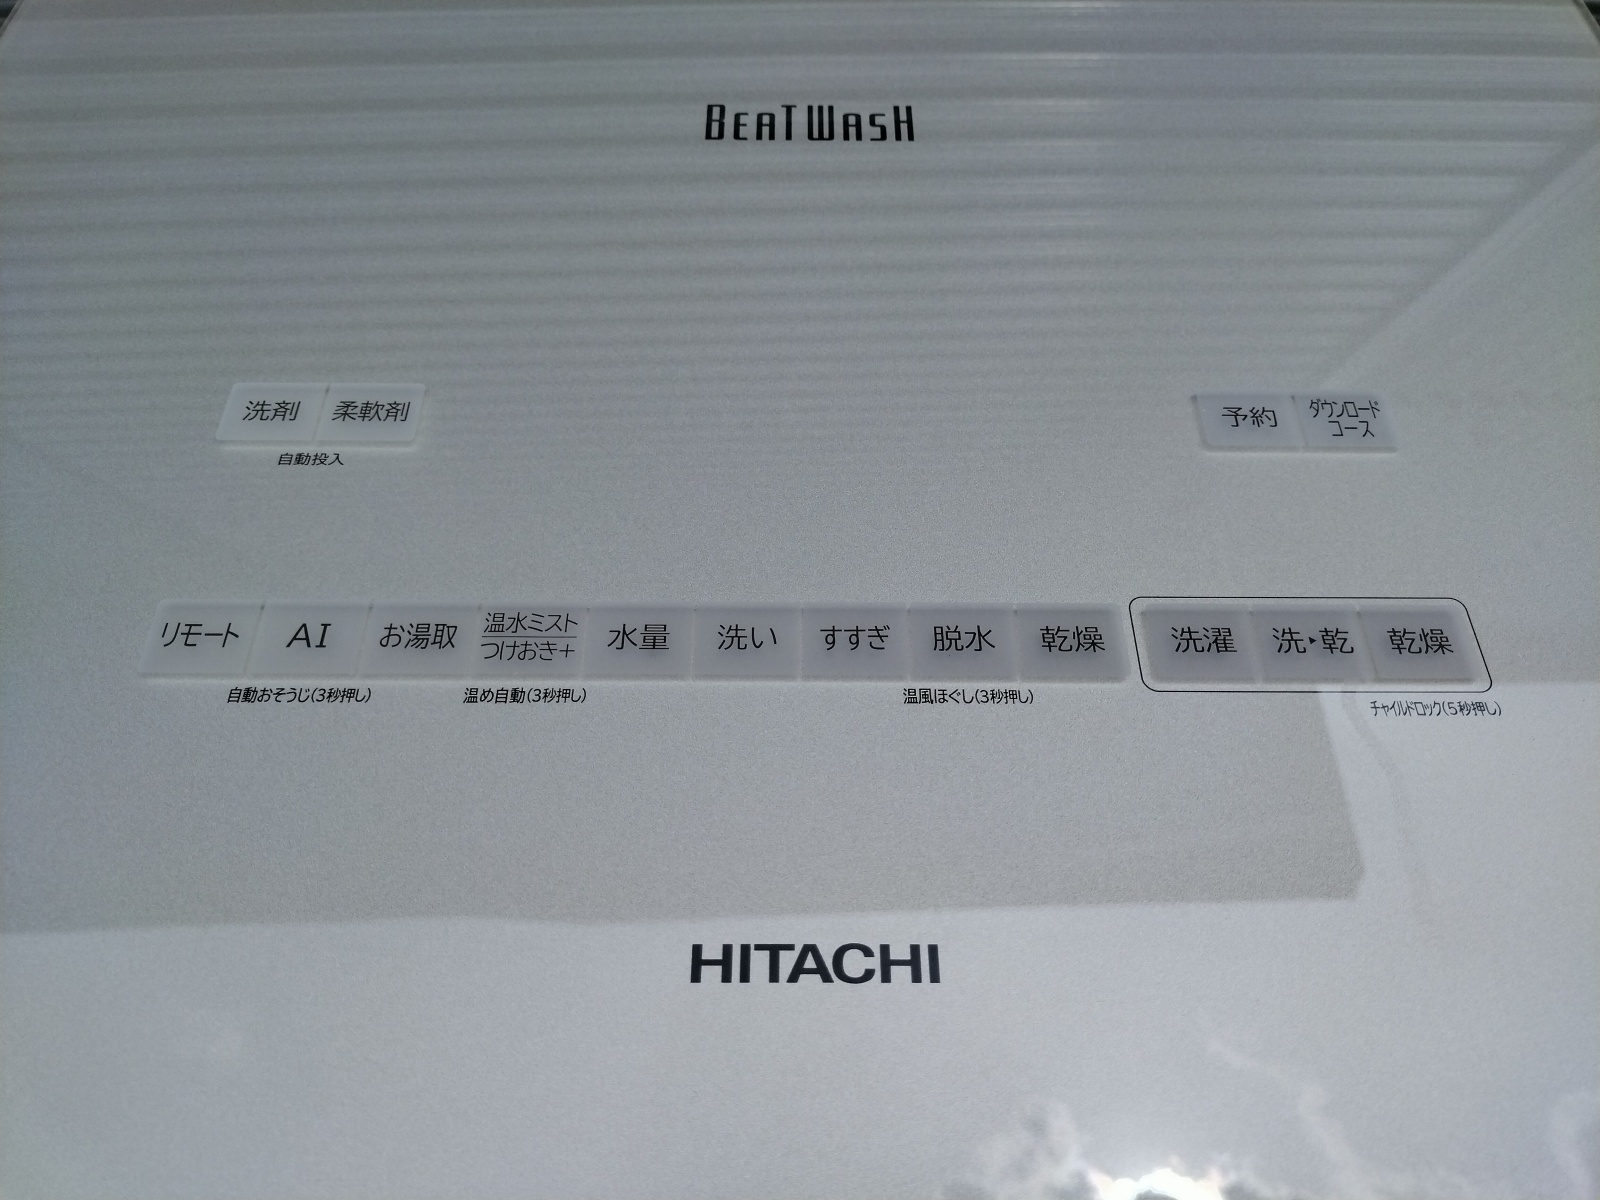 BEAT WASH
洗剤 柔軟剤 予約 ダウンロード
コース
自動投入
リモート AI お湯取 温水ミスト
つけおき+ 水量 洗い すすぎ 脱水 乾燥 洗濯 洗▸乾 乾燥
自動おそうじ(3秒押し) 温め自動(3秒押し) 温風ほぐし(3秒押し) チャイルドロック(5秒押し)
HITACHI